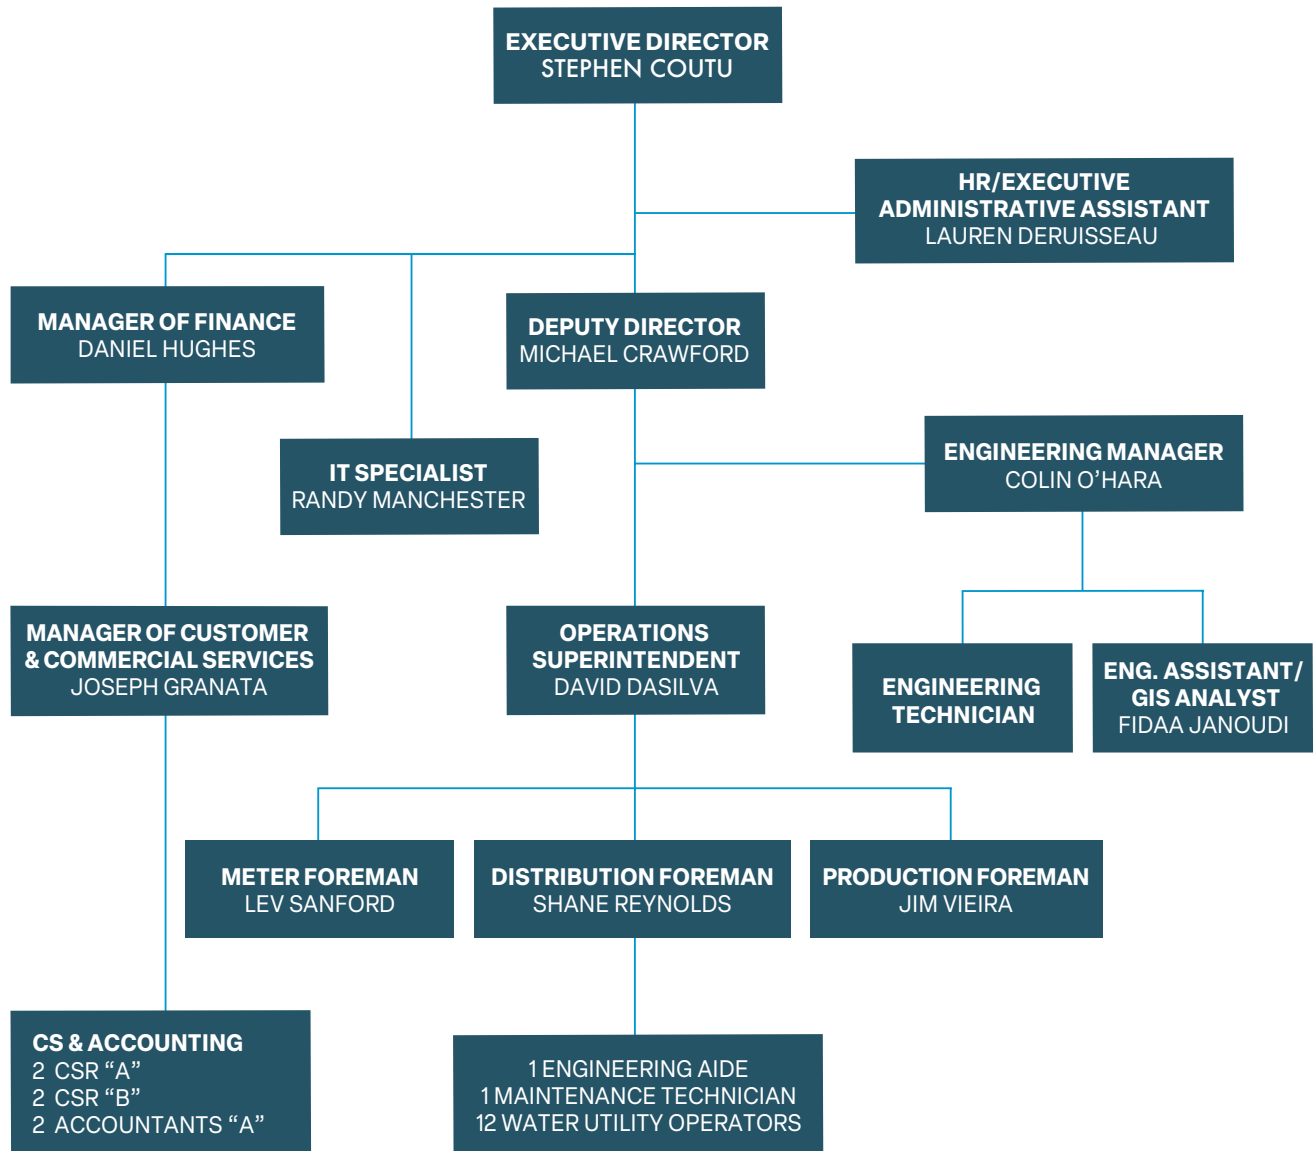 EXECUTIVE DIRECTOR
STEPHEN COUTU
HR/EXECUTIVE
ADMINISTRATIVE ASSISTANT
LAUREN DERUISSEAU
MANAGER OF FINANCE
DANIEL HUGHES
DEPUTY DIRECTOR
MICHAEL CRAWFORD
IT SPECIALIST
RANDY MANCHESTER
ENGINEERING MANAGER
COLIN O’HARA
MANAGER OF CUSTOMER
& COMMERCIAL SERVICES
JOSEPH GRANATA
OPERATIONS
SUPERINTENDENT
DAVID DASILVA
ENGINEERING
TECHNICIAN
ENG. ASSISTANT/
GIS ANALYST
FIDAA JANOUDI
METER FOREMAN
LEV SANFORD
DISTRIBUTION FOREMAN
SHANE REYNOLDS
PRODUCTION FOREMAN
JIM VIEIRA
CS & ACCOUNTING
2 CSR “A”
2 CSR “B”
2 ACCOUNTANTS “A”
1 ENGINEERING AIDE
1 MAINTENANCE TECHNICIAN
12 WATER UTILITY OPERATORS